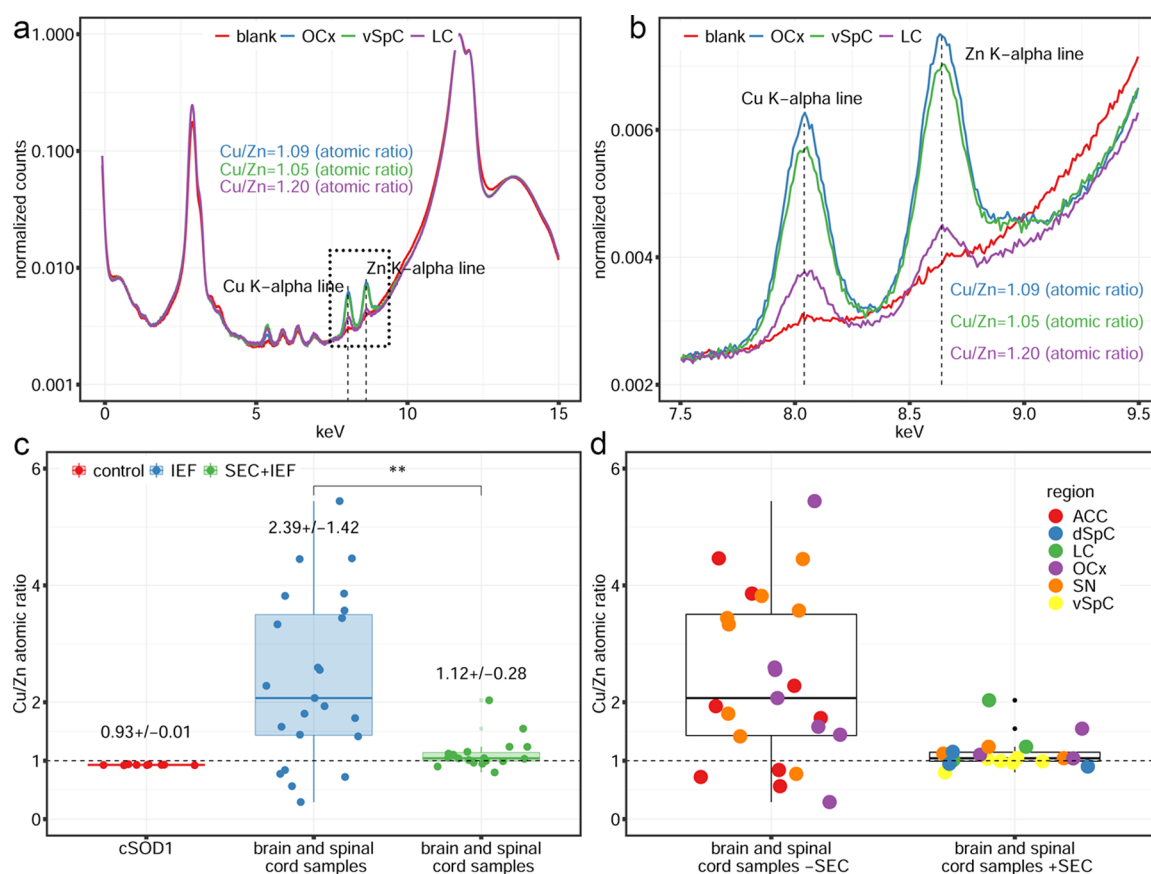 a
blank OCx vSpC LC
normalized counts
1.000
0.100
0.010
0.001
Cu/Zn=1.09 (atomic ratio)
Cu/Zn=1.05 (atomic ratio)
Cu/Zn=1.20 (atomic ratio)
Cu K−alpha line
Zn K−alpha line
0 5 10 15
keV
b
blank OCx vSpC LC
normalized counts
0.006
0.004
0.002
Zn K−alpha line
Cu K−alpha line
Cu/Zn=1.09 (atomic ratio)
Cu/Zn=1.05 (atomic ratio)
Cu/Zn=1.20 (atomic ratio)
7.5 8.0 8.5 9.0 9.5
keV
c
control IEF SEC+IEF
**
Cu/Zn atomic ratio
6
4
2
1
0
2.39+/−1.42
1.12+/−0.28
0.93+/−0.01
cSOD1
brain and spinal
cord samples
brain and spinal
cord samples
d
Cu/Zn atomic ratio
6
4
2
1
0
region
ACC
dSpC
LC
OCx
SN
vSpC
brain and spinal
cord samples −SEC
brain and spinal
cord samples +SEC